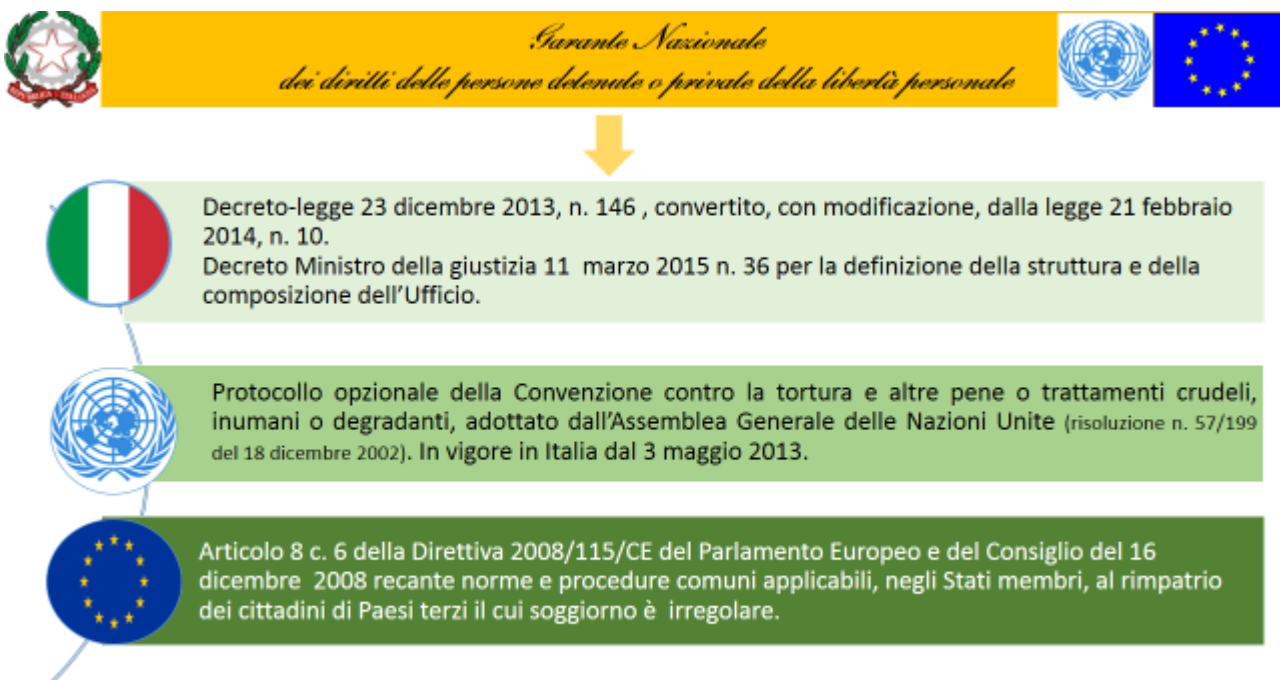 Garante Nazionale
dei diritti delle persone detenute o private della libertà personale
Decreto-legge 23 dicembre 2013, n. 146 , convertito, con modificazione, dalla legge 21 febbraio
2014, n. 10.
Decreto Ministro della giustizia 11 marzo 2015 n. 36 per la definizione della struttura e della
composizione dell'Ufficio.
Protocollo opzionale della Convenzione contro la tortura e altre pene o trattamenti crudeli,
inumani o degradanti, adottato dall'Assemblea Generale delle Nazioni Unite (risoluzione n. 57/199
del 18 dicembre 2002). In vigore in Italia dal 3 maggio 2013.
Articolo 8 c. 6 della Direttiva 2008/115/CE del Parlamento Europeo e del Consiglio del 16
dicembre 2008 recante norme e procedure comuni applicabili, negli Stati membri, al rimpatrio
dei cittadini di Paesi terzi il cui soggiorno è irregolare.